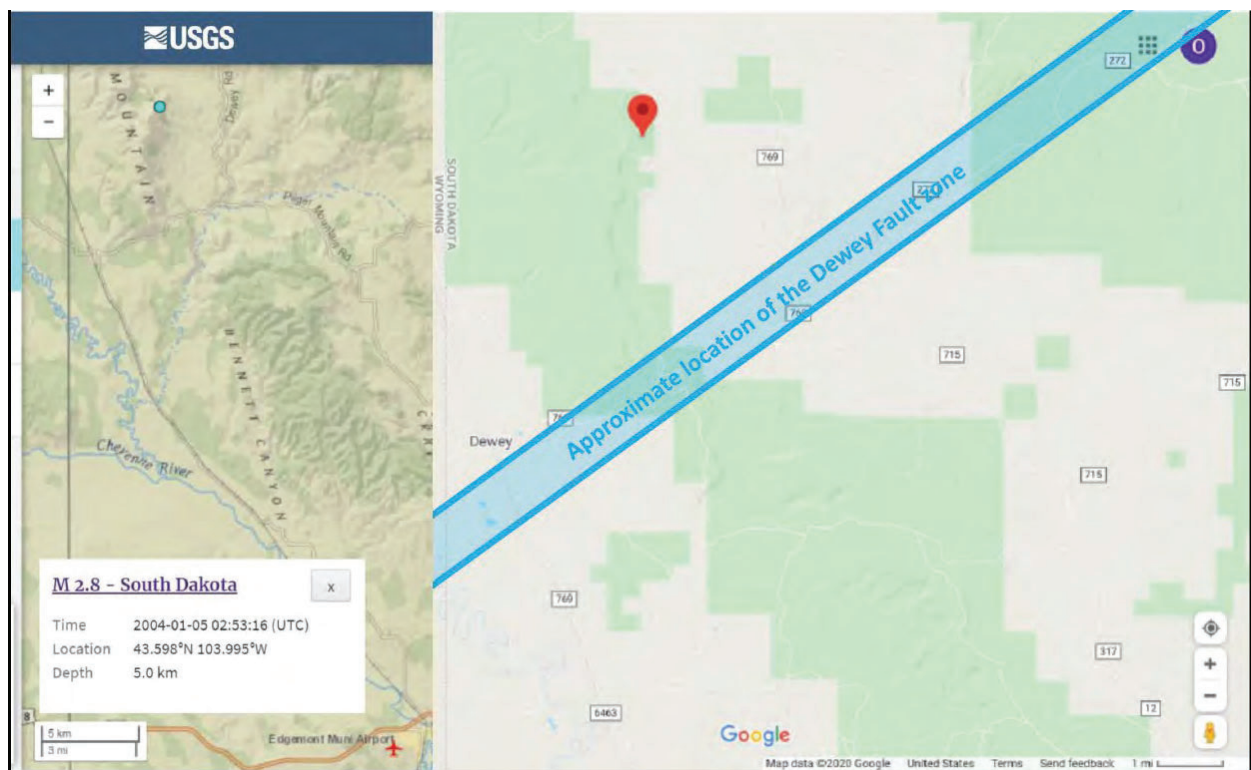 USGS
+
−
MOUNTAIN
Dewey Rd
Pilger Mountain Rd
BENNETT CANYON
Cheyenne River
M 2.8 - South Dakota
x
Time 2004-01-05 02:53:16 (UTC)
Location 43.598°N 103.995°W
Depth 5.0 km
8
5 km
3 mi
Edgemont Muni Airport
272
O
769
SOUTH DAKOTA
WYOMING
Approximate location of the Dewey Fault zone
715
715
Dewey
715
769
317
+
−
6463
12
Google
Map data ©2020 Google United States Terms Send feedback 1 mi